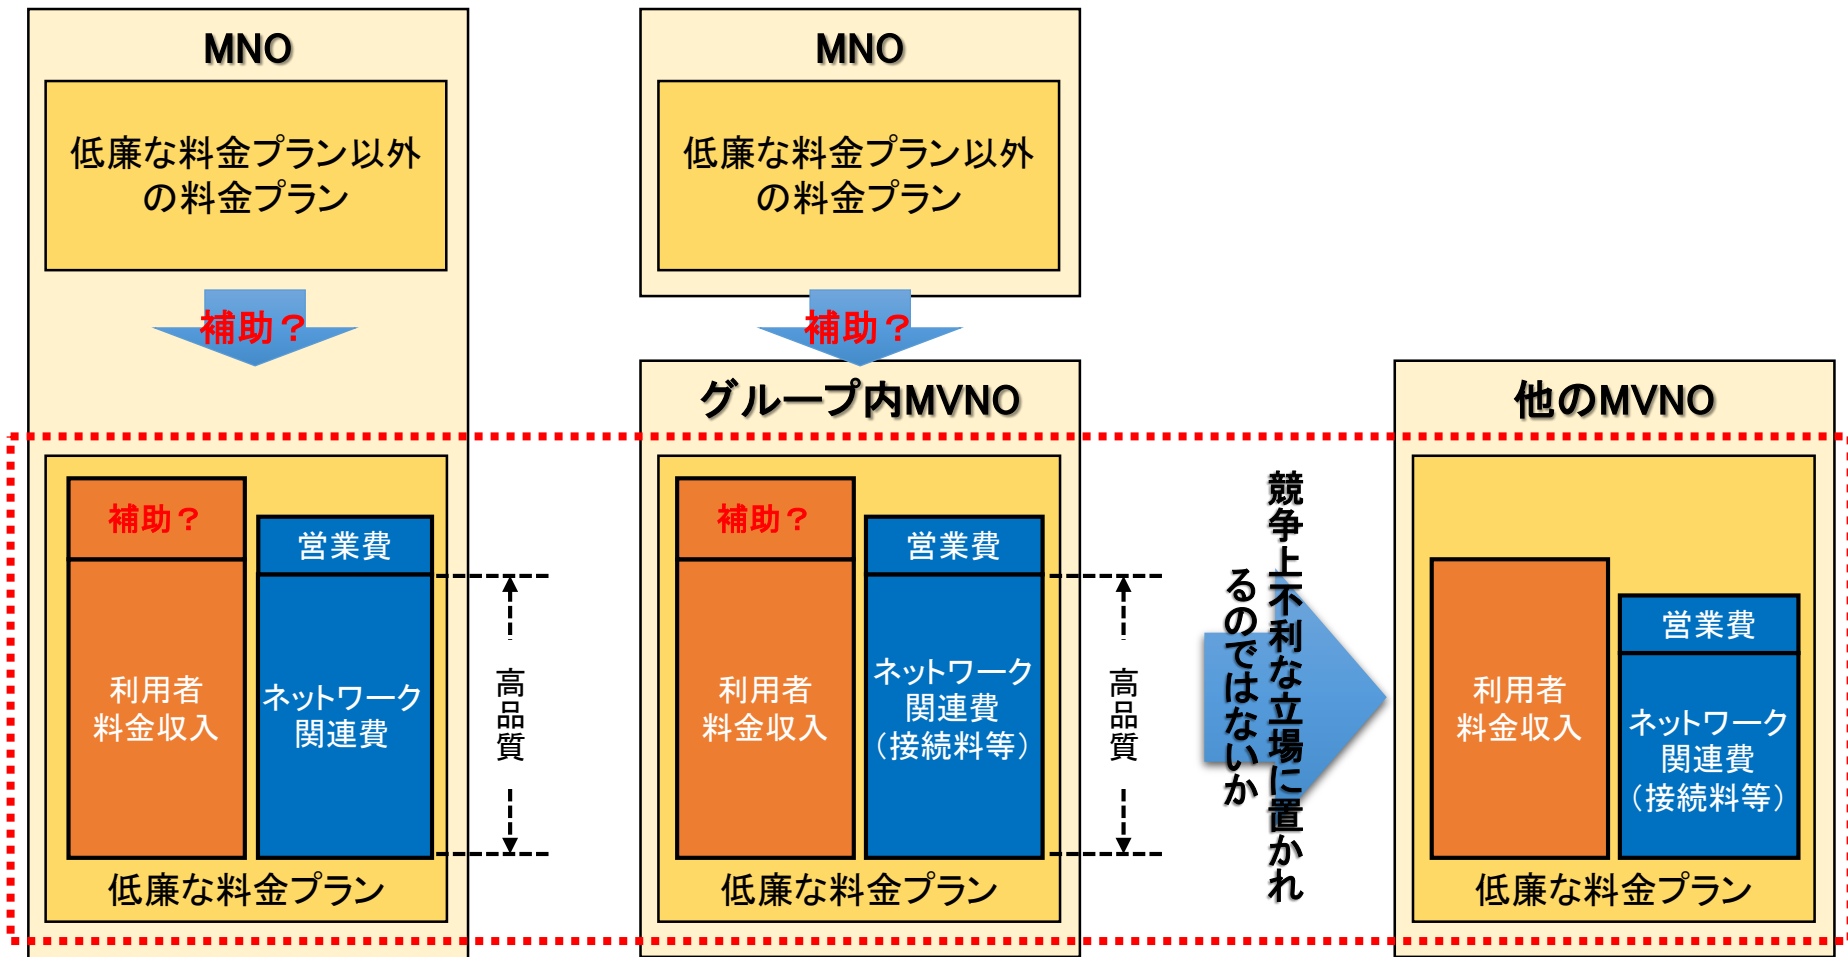 MNO
低廉な料金プラン以外
の料金プラン
補助？
補助？
利用者
料金収入
営業費
ネットワーク
関連費
高品質
低廉な料金プラン
MNO
低廉な料金プラン以外
の料金プラン
補助？
グループ内MVNO
補助？
利用者
料金収入
営業費
ネットワーク
関連費
（接続料等）
高品質
低廉な料金プラン
競争上不利な立場に置かれ
るのではないか
他のMVNO
利用者
料金収入
営業費
ネットワーク
関連費
（接続料等）
低廉な料金プラン